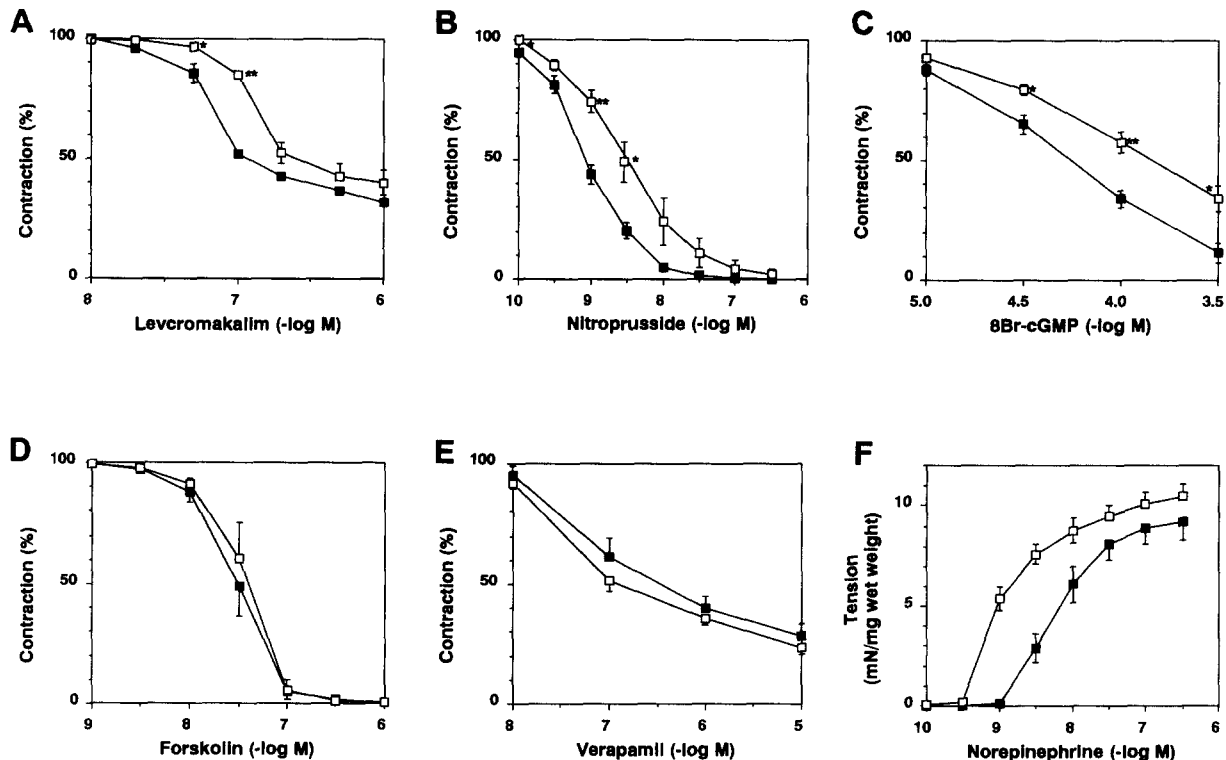 A
100
50
0
Contraction (%)
8 7 6
Levcromakalim (-log M)
*
**
B
100
50
0
Contraction (%)
10 9 8 7 6
Nitroprusside (-log M)
*
**
*
C
100
50
0
Contraction (%)
5.0 4.5 4.0 3.5
8Br-cGMP (-log M)
*
**
*
D
100
50
0
Contraction (%)
9 8 7 6
Forskolin (-log M)
E
100
50
0
Contraction (%)
8 7 6 5
Verapamil (-log M)
F
10
5
0
Tension
(mN/mg wet weight)
10 9 8 7 6
Norepinephrine (-log M)